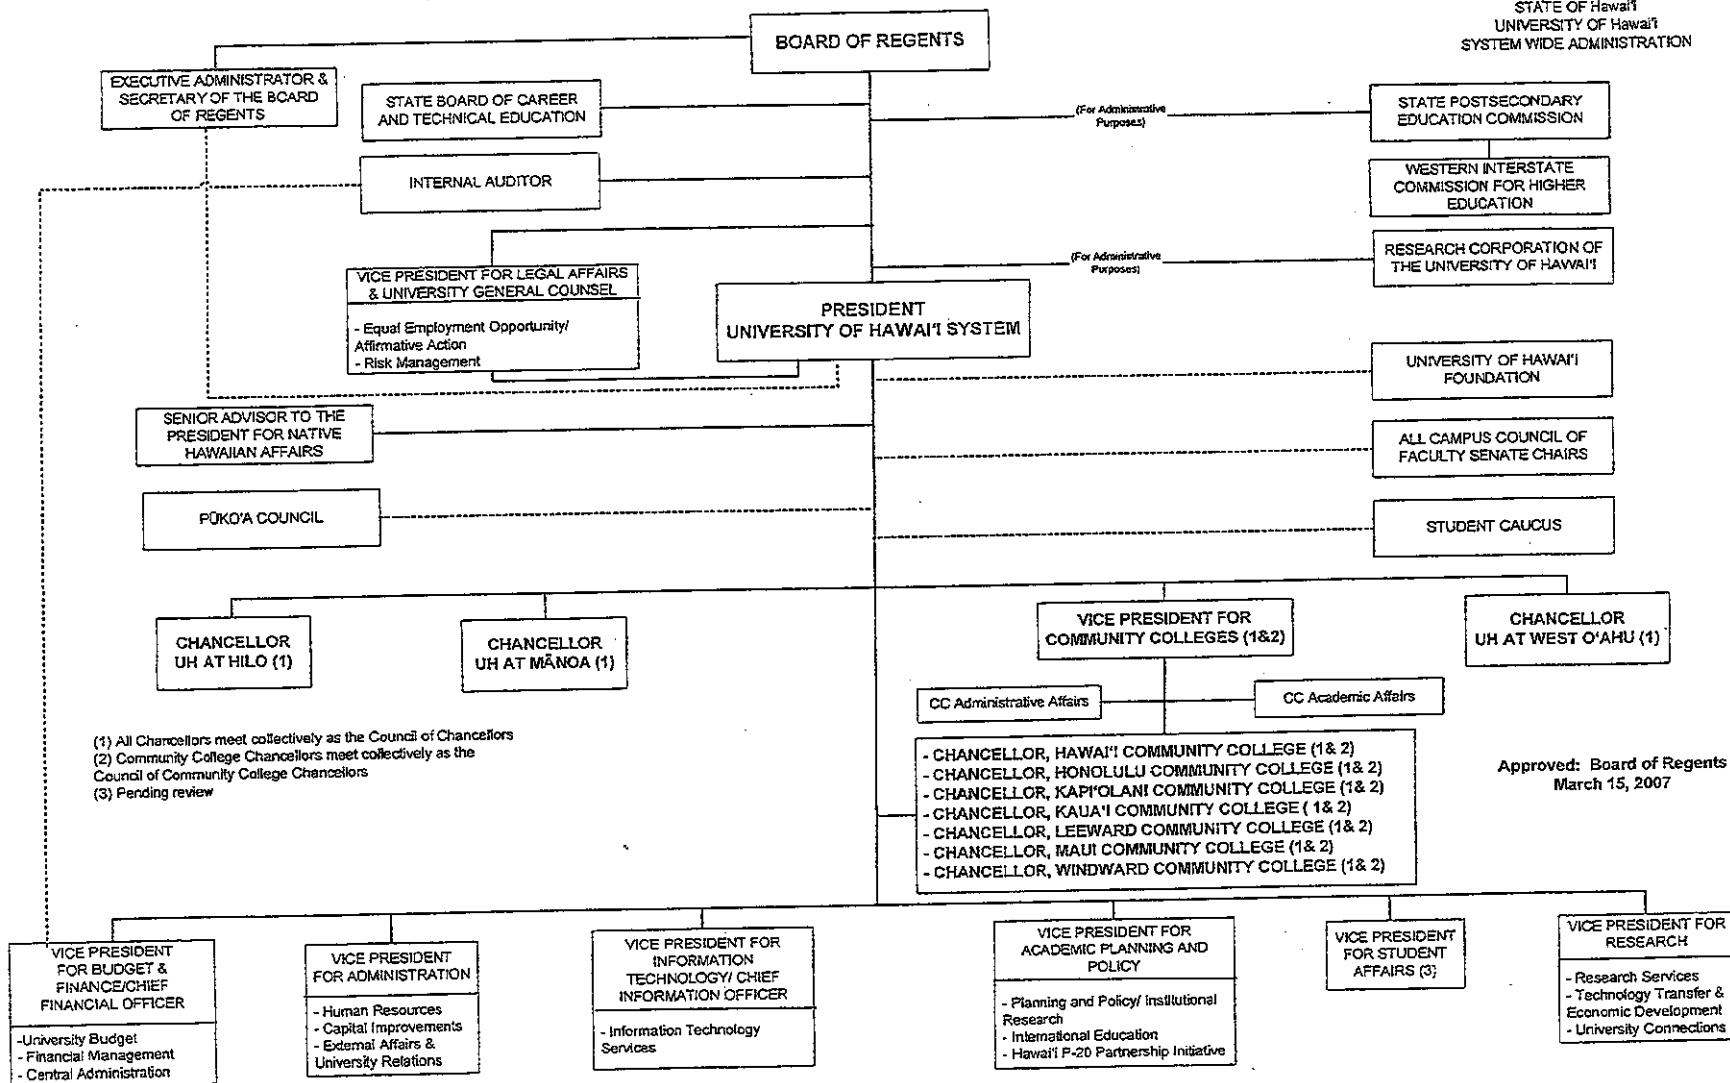 STATE OF Hawai'i
UNIVERSITY OF Hawai'i
SYSTEM WIDE ADMINISTRATION
BOARD OF REGENTS
EXECUTIVE ADMINISTRATOR &
SECRETARY OF THE BOARD
OF REGENTS
STATE BOARD OF CAREER
AND TECHNICAL EDUCATION
(For Administrative
Purposes)
STATE POSTSECONDARY
EDUCATION COMMISSION
INTERNAL AUDITOR
WESTERN INTERSTATE
COMMISSION FOR HIGHER
EDUCATION
VICE PRESIDENT FOR LEGAL AFFAIRS
& UNIVERSITY GENERAL COUNSEL
- Equal Employment Opportunity/
Affirmative Action
- Risk Management
(For Administrative
Purposes)
RESEARCH CORPORATION OF
THE UNIVERSITY OF HAWAI'I
PRESIDENT
UNIVERSITY OF HAWAI'I SYSTEM
UNIVERSITY OF HAWAI'I
FOUNDATION
SENIOR ADVISOR TO THE
PRESIDENT FOR NATIVE
HAWAIIAN AFFAIRS
ALL CAMPUS COUNCIL OF
FACULTY SENATE CHAIRS
PŪKO'A COUNCIL
STUDENT CAUCUS
CHANCELLOR
UH AT HILO (1)
CHANCELLOR
UH AT MĀNOA (1)
VICE PRESIDENT FOR
COMMUNITY COLLEGES (1&2)
CHANCELLOR
UH AT WEST O'AHU (1)
CC Administrative Affairs
CC Academic Affairs
(1) All Chancellors meet collectively as the Council of Chancellors
(2) Community College Chancellors meet collectively as the
Council of Community College Chancellors
(3) Pending review
- CHANCELLOR, HAWAI'I COMMUNITY COLLEGE (1& 2)
- CHANCELLOR, HONOLULU COMMUNITY COLLEGE (1& 2)
- CHANCELLOR, KAPI'OLANI COMMUNITY COLLEGE (1& 2)
- CHANCELLOR, KAUA'I COMMUNITY COLLEGE ( 1& 2)
- CHANCELLOR, LEEWARD COMMUNITY COLLEGE (1& 2)
- CHANCELLOR, MAUI COMMUNITY COLLEGE (1& 2)
- CHANCELLOR, WINDWARD COMMUNITY COLLEGE (1& 2)
Approved: Board of Regents
March 15, 2007
VICE PRESIDENT
FOR BUDGET &
FINANCE/CHIEF
FINANCIAL OFFICER
-University Budget
- Financial Management
- Central Administration
VICE PRESIDENT
FOR ADMINISTRATION
- Human Resources
- Capital Improvements
- External Affairs &
University Relations
VICE PRESIDENT FOR
INFORMATION
TECHNOLOGY/ CHIEF
INFORMATION OFFICER
- Information Technology
Services
VICE PRESIDENT FOR
ACADEMIC PLANNING AND
POLICY
- Planning and Policy/ Institutional
Research
- International Education
- Hawai'i P-20 Partnership Initiative
VICE PRESIDENT
FOR STUDENT
AFFAIRS (3)
VICE PRESIDENT FOR
RESEARCH
- Research Services
- Technology Transfer &
Economic Development
- University Connections